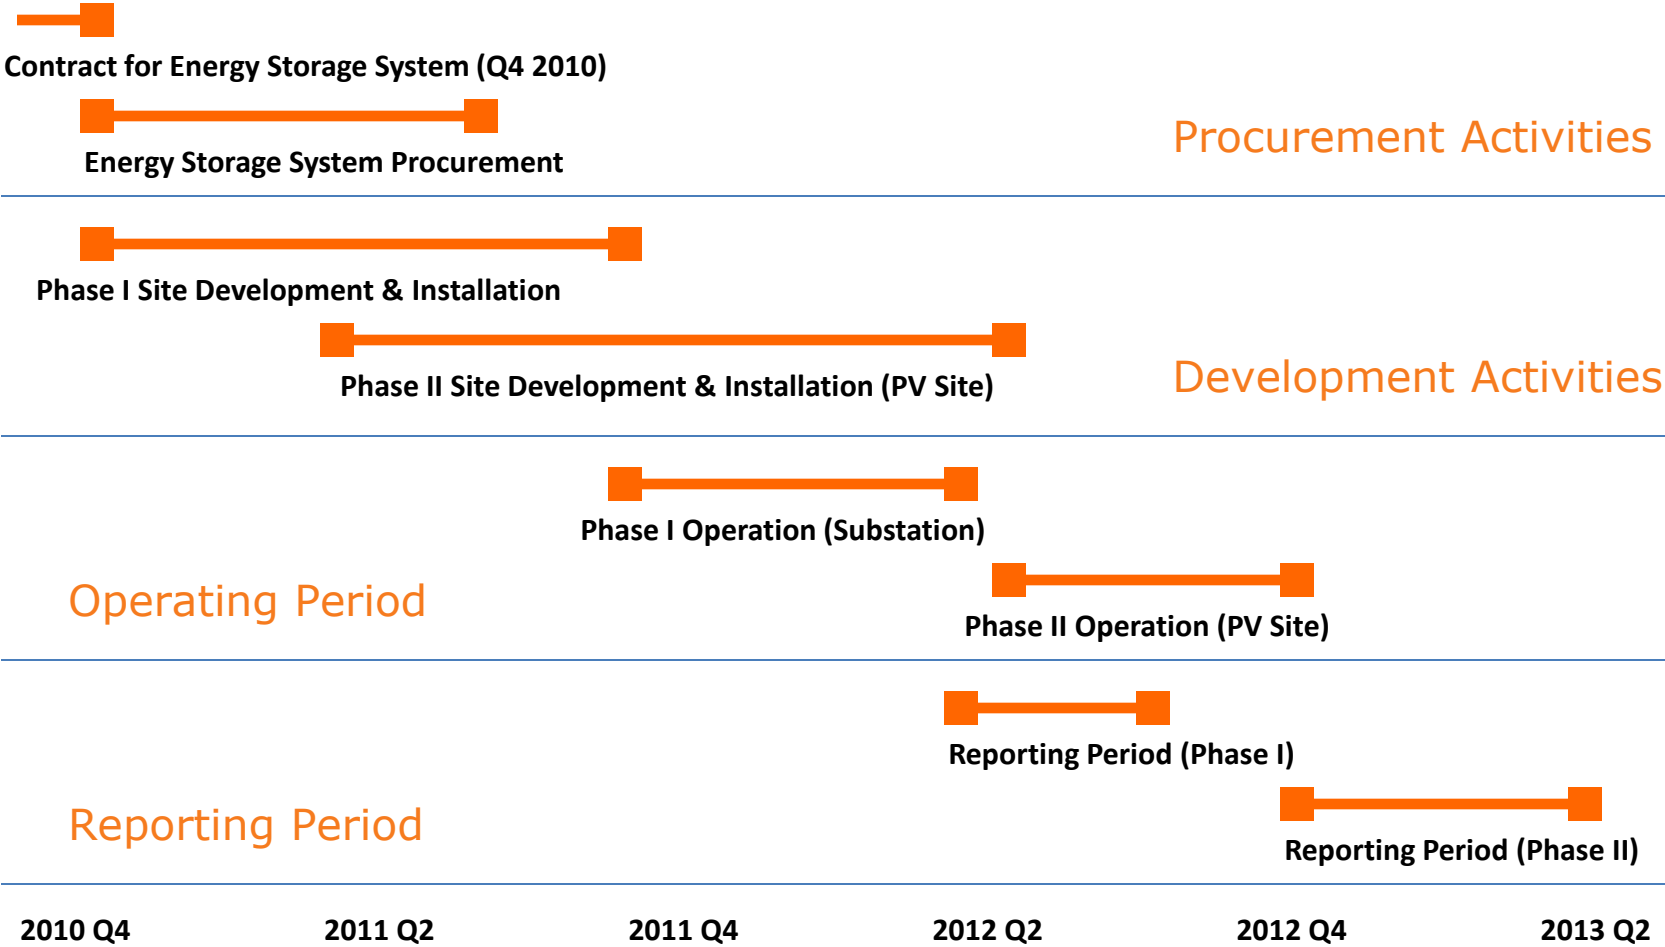 Contract for Energy Storage System (Q4 2010)
Procurement Activities
Energy Storage System Procurement
Phase I Site Development & Installation
Development Activities
Phase II Site Development & Installation (PV Site)
Phase I Operation (Substation)
Operating Period
Phase II Operation (PV Site)
Reporting Period (Phase I)
Reporting Period
Reporting Period (Phase II)
2010 Q4 2011 Q2 2011 Q4 2012 Q2 2012 Q4 2013 Q2